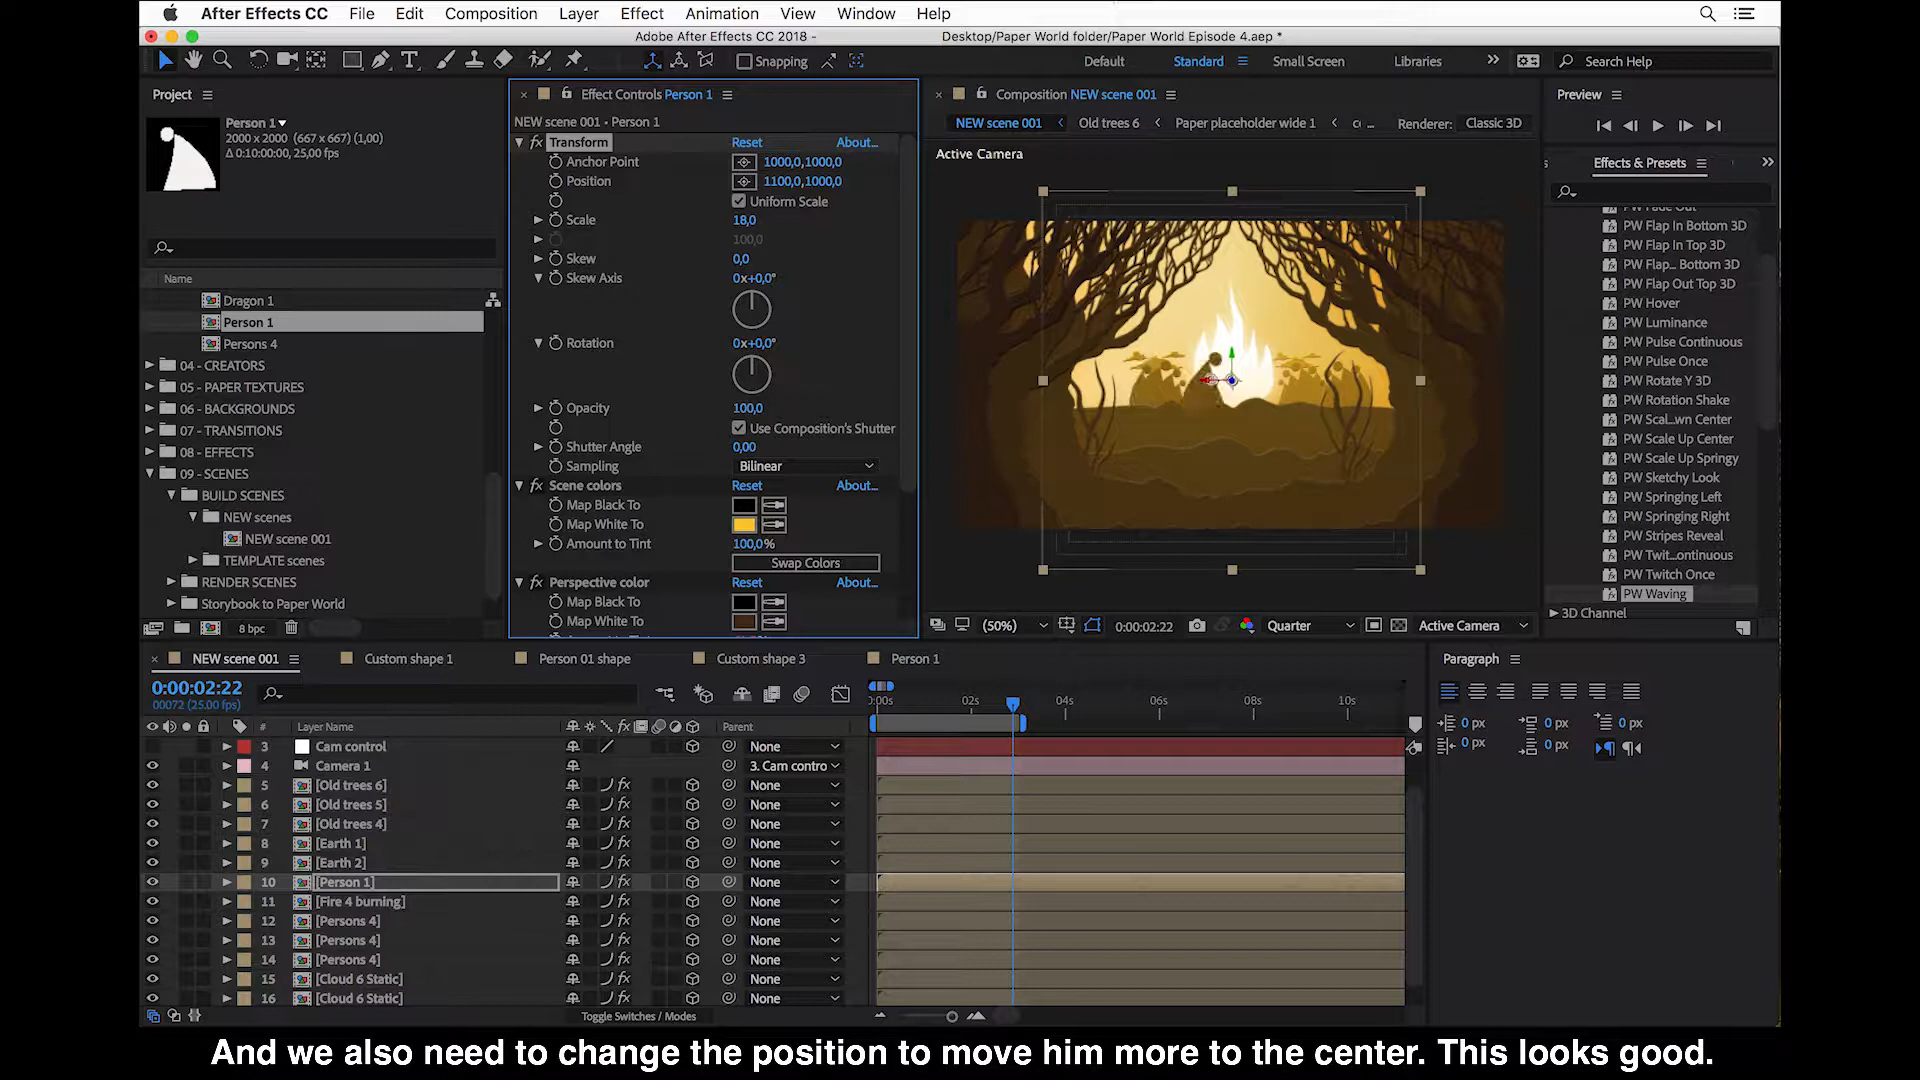 After Effects CC File Edit Composition Layer Effect Animation View Window Help
Adobe After Effects CC 2018 - Desktop/Paper World folder/Paper World Episode 4.aep *
Snapping Default Standard Small Screen Libraries Search Help
Project
Person 1
2000 x 2000 (667 x 667) (1,00)
Δ 0:10:00:00, 25,00 fps
Name
Dragon 1
Person 1
Persons 4
04 - CREATORS
05 - PAPER TEXTURES
06 - BACKGROUNDS
07 - TRANSITIONS
08 - EFFECTS
09 - SCENES
BUILD SCENES
NEW scenes
NEW scene 001
TEMPLATE scenes
RENDER SCENES
Storybook to Paper World
8 bpc
Effect Controls Person 1
NEW scene 001 • Person 1
fx Transform Reset About...
Anchor Point 1000,0,1000,0
Position 1100,0,1000,0
Uniform Scale
Scale 18,0
100,0
Skew 0,0
Skew Axis 0x+0,0°
Rotation 0x+0,0°
Opacity 100,0
Use Composition's Shutter
Shutter Angle 0,00
Sampling Bilinear
fx Scene colors Reset About...
Map Black To
Map White To
Amount to Tint 100,0%
Swap Colors
fx Perspective color Reset About...
Map Black To
Map White To
Composition NEW scene 001
NEW scene 001 Old trees 6 Paper placeholder wide 1 Renderer: Classic 3D
Active Camera
(50%) 0:00:02:22 Quarter Active Camera
Preview
Effects & Presets
PW Fade Out
PW Flap In Bottom 3D
PW Flap In Top 3D
PW Flap... Bottom 3D
PW Flap Out Top 3D
PW Hover
PW Luminance
PW Pulse Continuous
PW Pulse Once
PW Rotate Y 3D
PW Rotation Shake
PW Scal...wn Center
PW Scale Up Center
PW Scale Up Springy
PW Sketchy Look
PW Springing Left
PW Springing Right
PW Stripes Reveal
PW Twit...ontinuous
PW Twitch Once
PW Waving
3D Channel
NEW scene 001 Custom shape 1 Person 01 shape Custom shape 3 Person 1
0:00:02:22
00072 (25.00 fps)
:00s 02s 04s 06s 08s 10s
# Layer Name fx Parent
3 Cam control None
4 Camera 1 3. Cam contro
5 [Old trees 6] fx None
6 [Old trees 5] fx None
7 [Old trees 4] fx None
8 [Earth 1] fx None
9 [Earth 2] fx None
10 [Person 1] fx None
11 [Fire 4 burning] fx None
12 [Persons 4] fx None
13 [Persons 4] fx None
14 [Persons 4] fx None
15 [Cloud 6 Static] fx None
16 [Cloud 6 Static] fx None
Toggle Switches / Modes
Paragraph
0 px 0 px 0 px
0 px 0 px
And we also need to change the position to move him more to the center. This looks good.